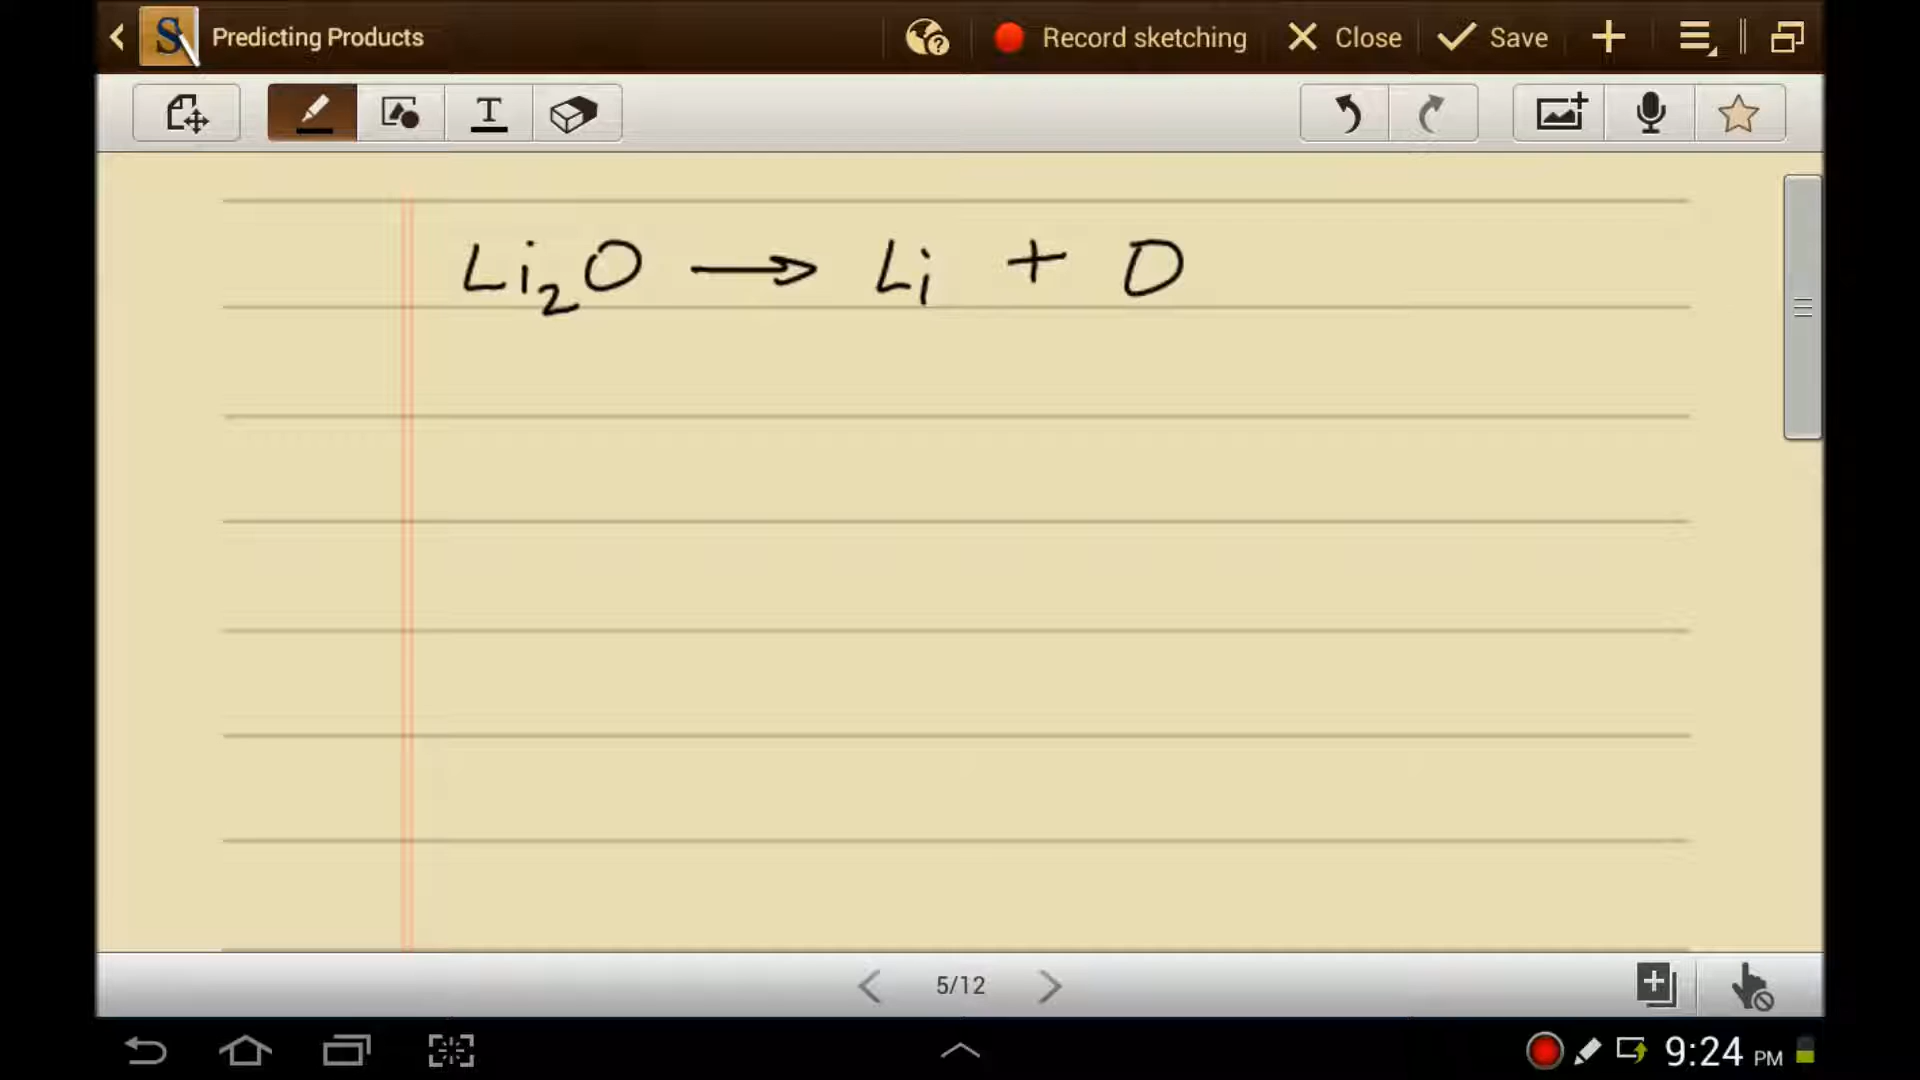 Predicting Products Record sketching Close Save
T
Li₂O → Li + O
5/12
9:24 PM